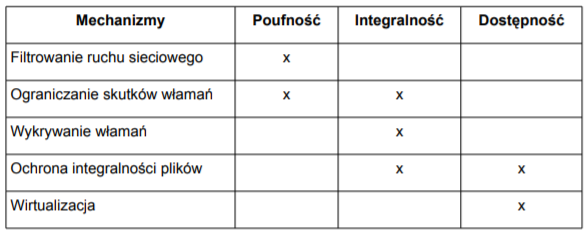 Mechanizmy Poufność Integralność Dostępność
Filtrowanie ruchu sieciowego x
Ograniczanie skutków włamań x x
Wykrywanie włamań x
Ochrona integralności plików x x
Wirtualizacja x